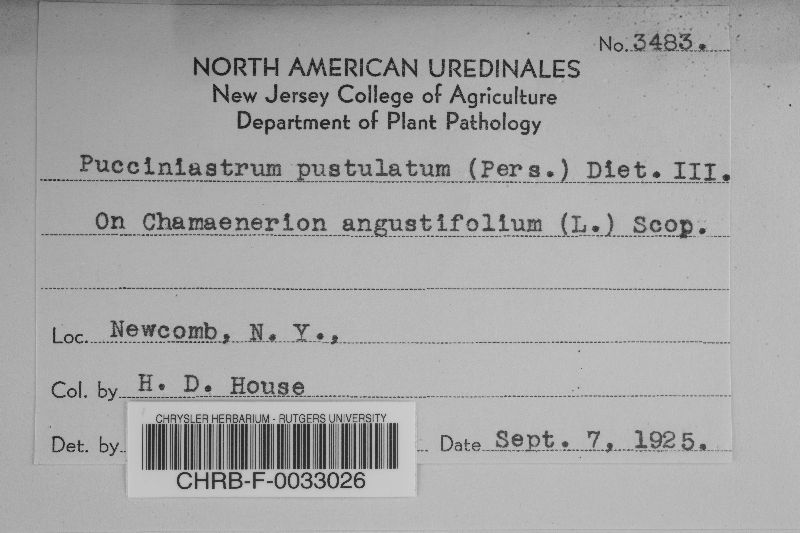 No. 3483.
NORTH AMERICAN UREDINALES
New Jersey College of Agriculture
Department of Plant Pathology
Pucciniastrum pustulatum (Pers.) Diet. III.
On Chamaenerion angustifolium (L.) Scop.
Loc. Newcomb, N. Y.,
Col. by H. D. House
Det. by
Date Sept. 7, 1925.
CHRYSLER HERBARIUM - RUTGERS UNIVERSITY
CHRB-F-0033026